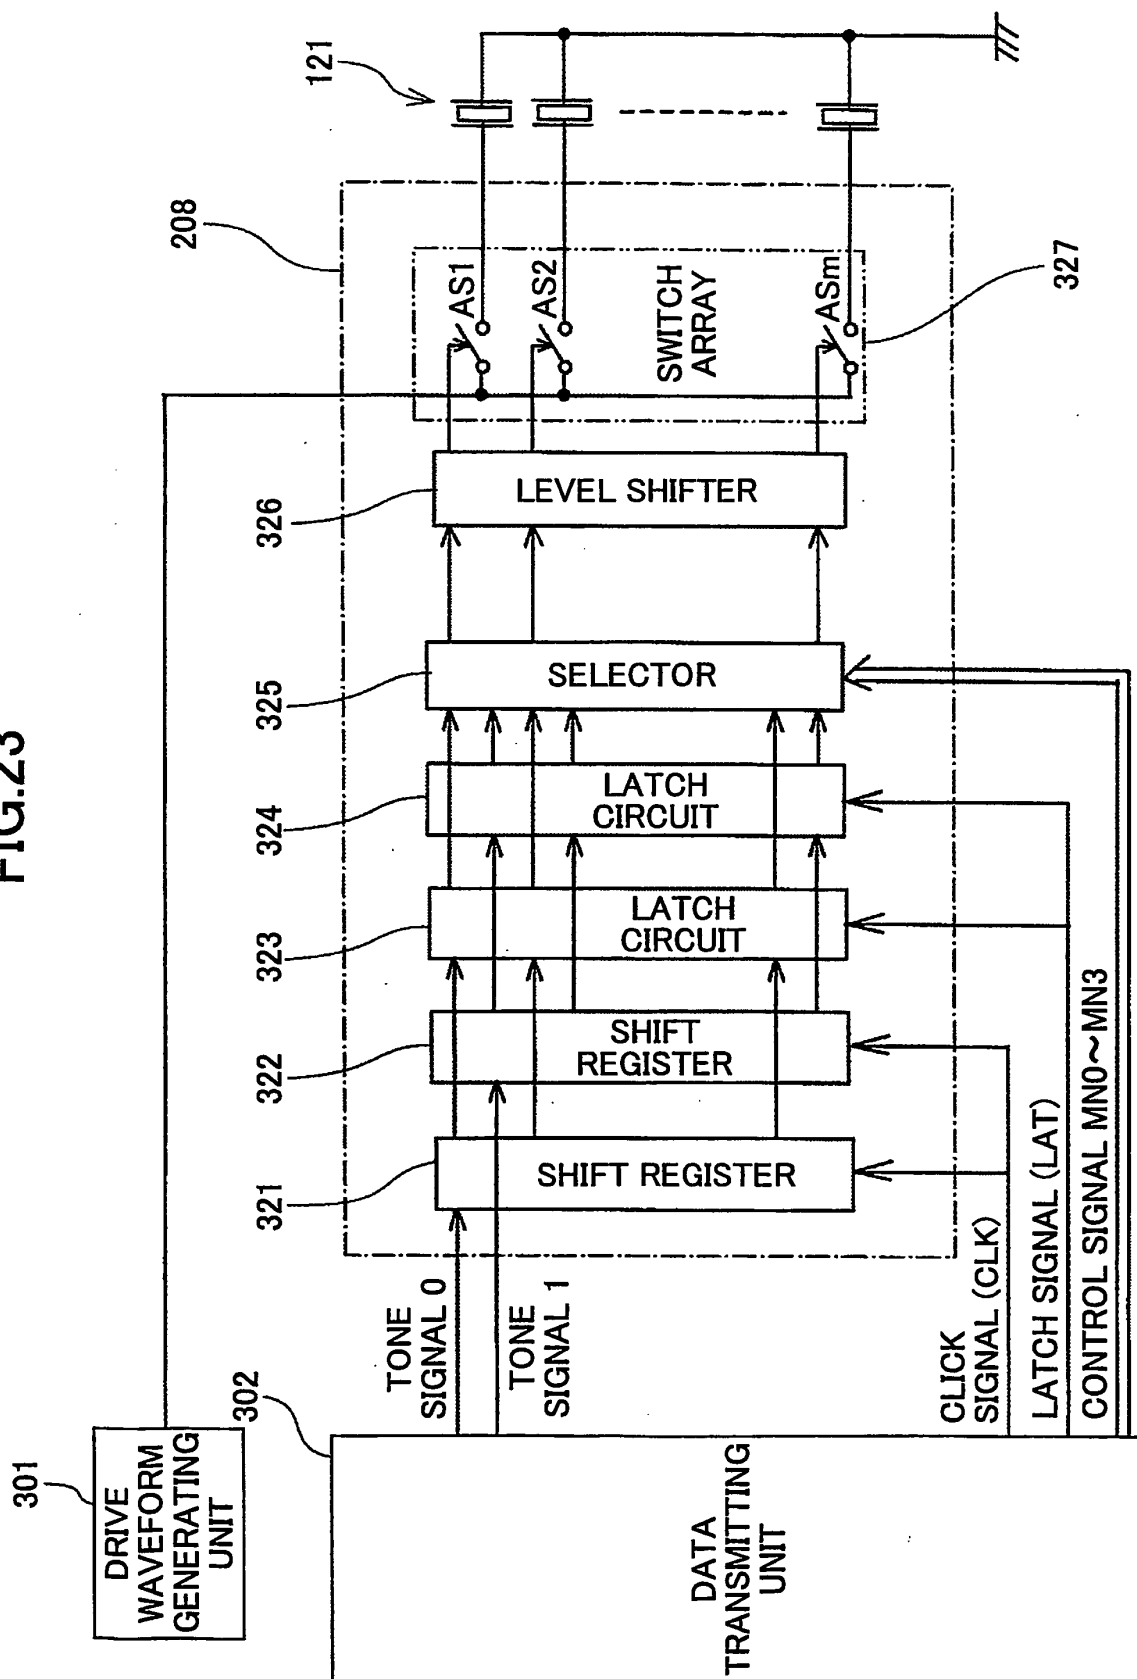 FIG.23
301
DRIVE
WAVEFORM
GENERATING
UNIT
302
DATA
TRANSMITTING
UNIT
TONE
SIGNAL 0
TONE
SIGNAL 1
CLICK
SIGNAL (CLK)
LATCH SIGNAL (LAT)
CONTROL SIGNAL MN0~MN3
208
321
SHIFT REGISTER
322
SHIFT
REGISTER
323
LATCH
CIRCUIT
324
LATCH
CIRCUIT
325
SELECTOR
326
LEVEL SHIFTER
327
SWITCH
ARRAY
AS1
AS2
ASm
121